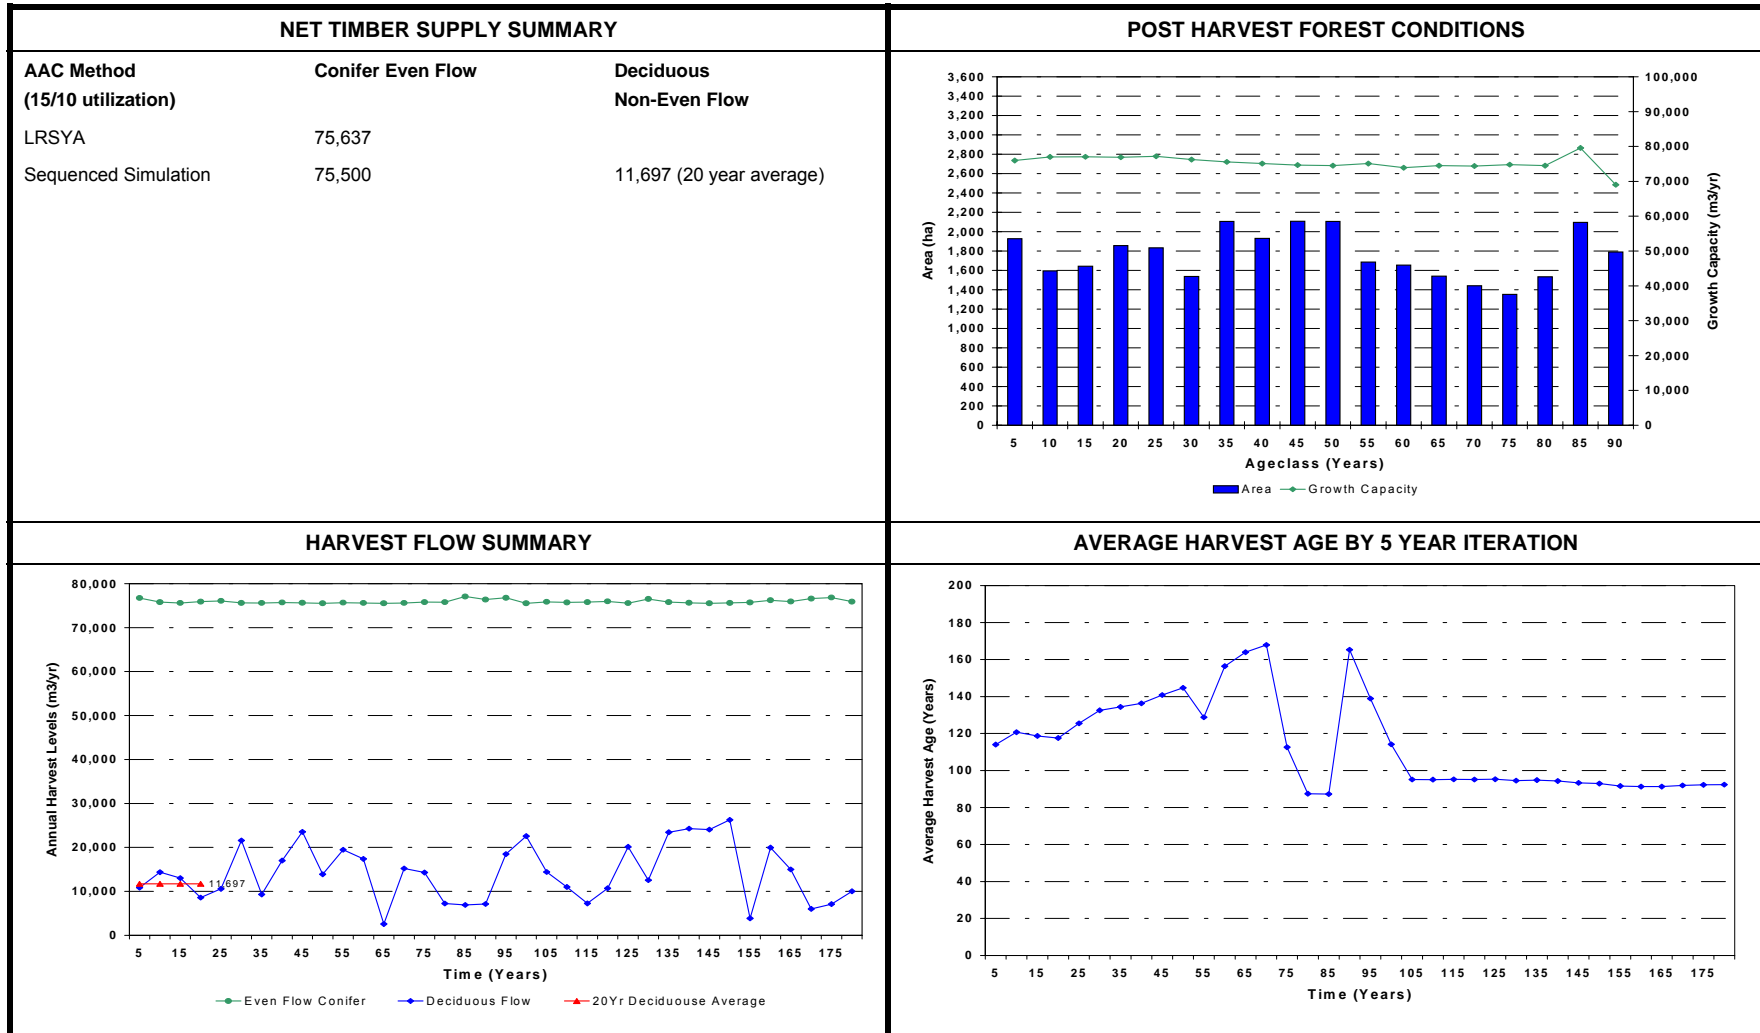 NET TIMBER SUPPLY SUMMARY
AAC Method Conifer Even Flow Deciduous
(15/10 utilization) Non-Even Flow
LRSYA 75,637
Sequenced Simulation 75,500 11,697 (20 year average)
POST HARVEST FOREST CONDITIONS
3,600
3,400
3,200
3,000
2,800
2,600
2,400
2,200
2,000
1,800
1,600
1,400
1,200
1,000
800
600
400
200
0
Area (ha)
100,000
90,000
80,000
70,000
60,000
50,000
40,000
30,000
20,000
10,000
0
Growth Capacity (m3/yr)
5 10 15 20 25 30 35 40 45 50 55 60 65 70 75 80 85 90
Ageclass (Years)
Area Growth Capacity
HARVEST FLOW SUMMARY
80,000
70,000
60,000
50,000
40,000
30,000
20,000
10,000
0
Annual Harvest Levels (m3/yr)
11,697
5 15 25 35 45 55 65 75 85 95 105 115 125 135 145 155 165 175
Time (Years)
Even Flow Conifer Deciduous Flow 20Yr Deciduouse Average
AVERAGE HARVEST AGE BY 5 YEAR ITERATION
200
180
160
140
120
100
80
60
40
20
0
Average Harvest Age (Years)
5 15 25 35 45 55 65 75 85 95 105 115 125 135 145 155 165 175
Time (Years)